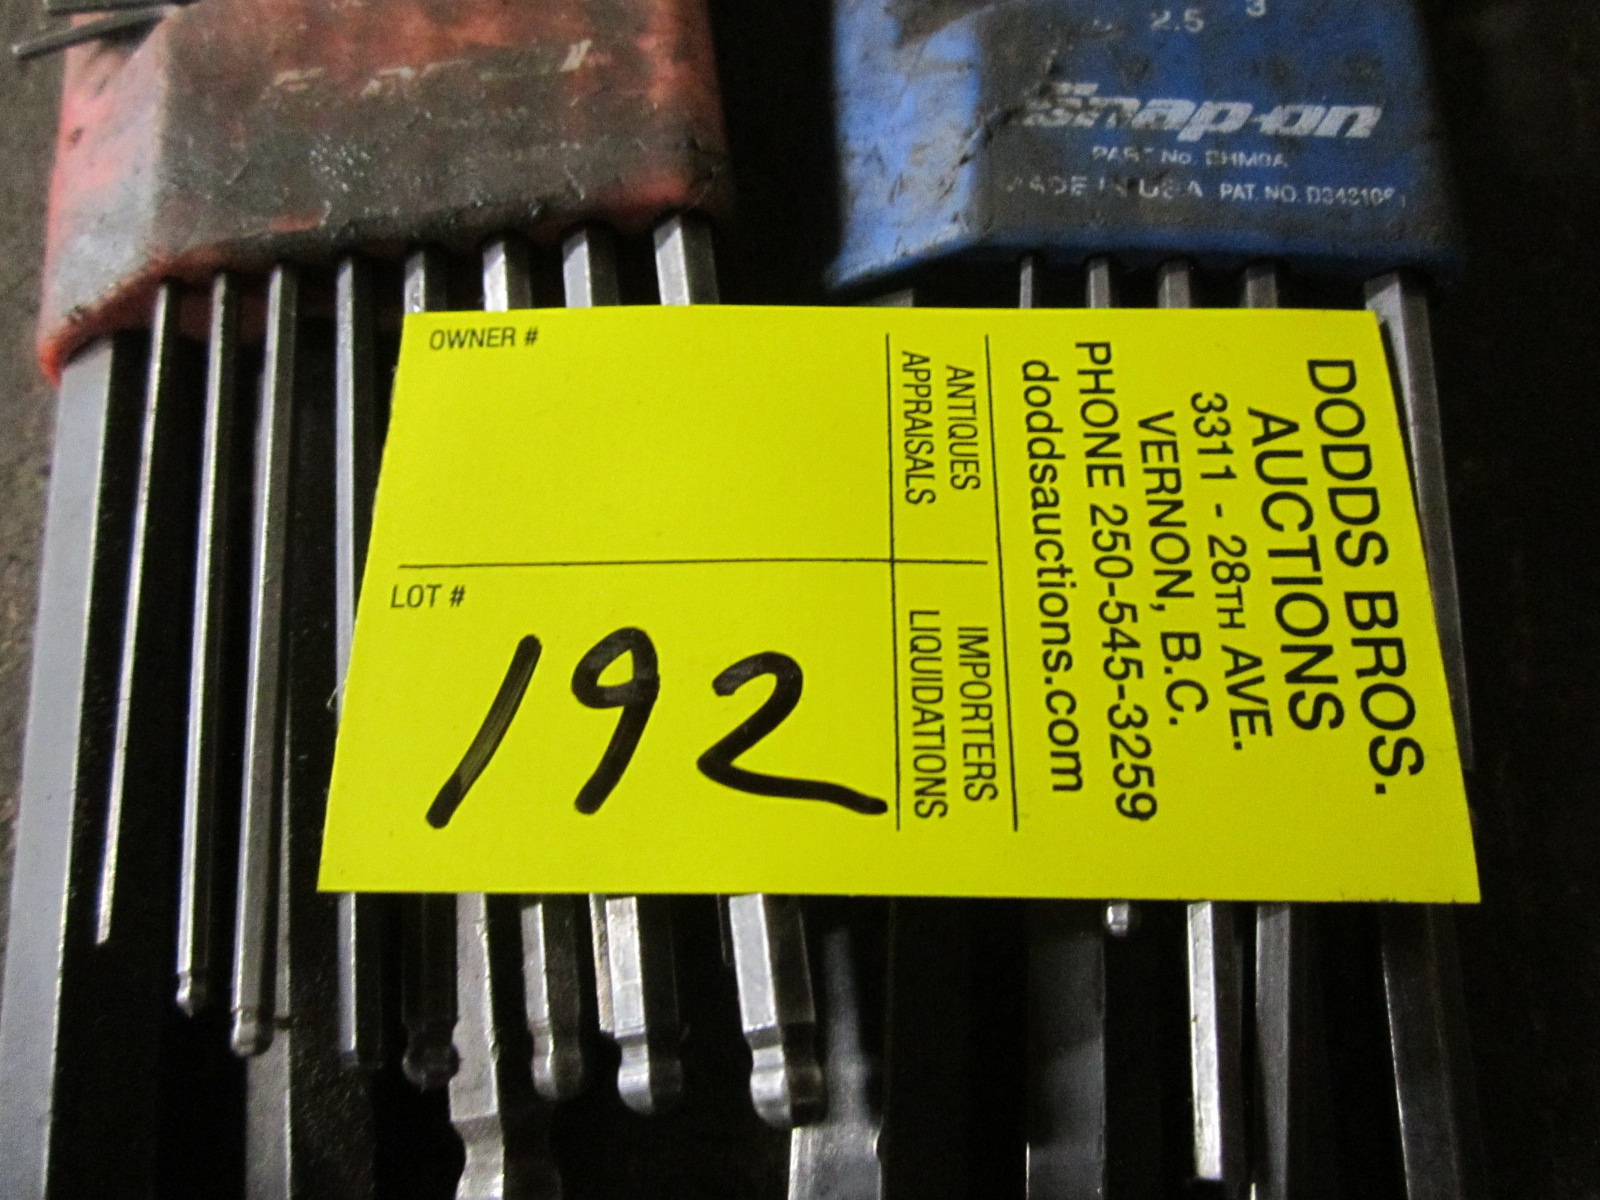 2.5 3
Snap-on
PART No. BHM9A
MADE IN USA PAT. NO.
OWNER #
LOT #
192
ANTIQUES
APPRAISALS
IMPORTERS
LIQUIDATIONS
DODDS BROS.
AUCTIONS
3311 - 28TH AVE.
VERNON, B.C.
PHONE 250-545-3259
doddsauctions.com